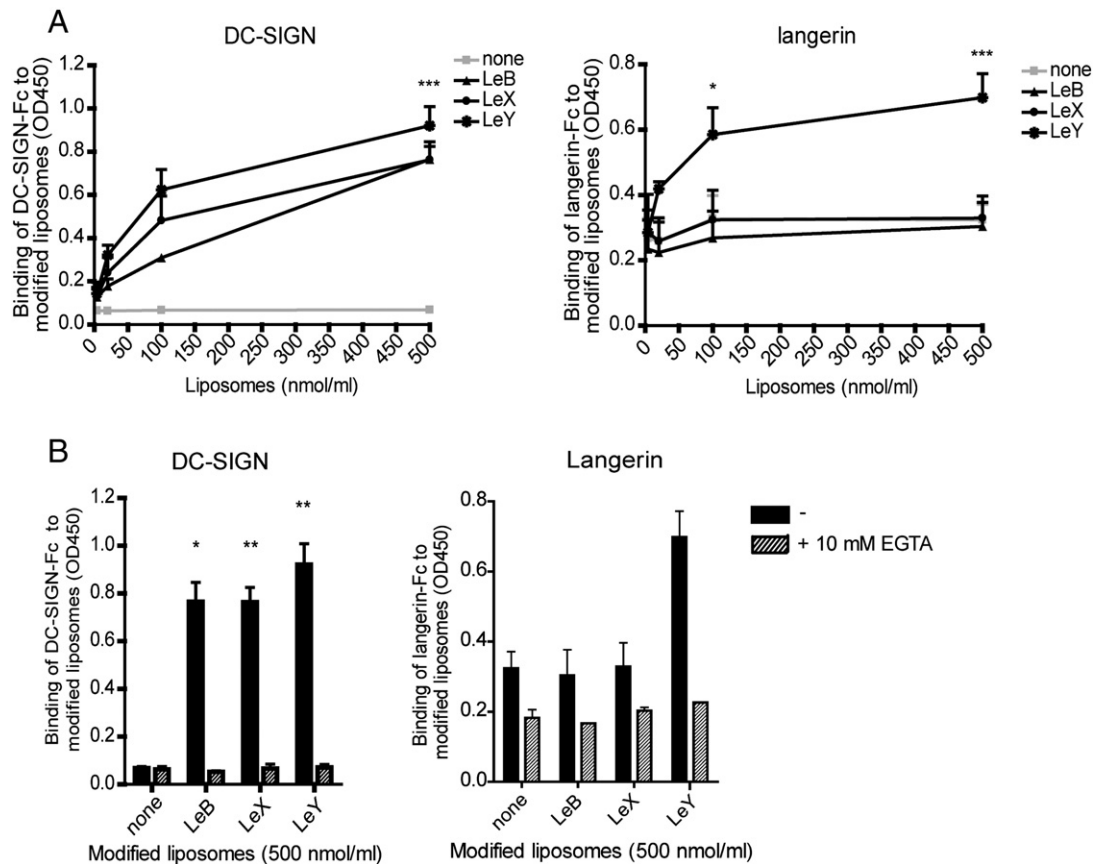 A
DC-SIGN
Binding of DC-SIGN-Fc to
modified liposomes (OD450)
1.2
1.0
0.8
0.6
0.4
0.2
0.0
***
none
LeB
LeX
LeY
0 50 100 150 200 250 300 350 400 450 500
Liposomes (nmol/ml)
langerin
Binding of langerin-Fc to
modified liposomes (OD450)
0.8
0.6
0.4
0.2
0.0
*
***
none
LeB
LeX
LeY
0 50 100 150 200 250 300 350 400 450 500
Liposomes (nmol/ml)
B
DC-SIGN
Binding of DC-SIGN-Fc to
modified liposomes (OD450)
1.2
1.0
0.8
0.6
0.4
0.2
0.0
* ** **
none LeB LeX LeY
Modified liposomes (500 nmol/ml)
Langerin
Binding of langerin-Fc to
modified liposomes (OD450)
0.8
0.6
0.4
0.2
0.0
none LeB LeX LeY
Modified liposomes (500 nmol/ml)
-
+ 10 mM EGTA